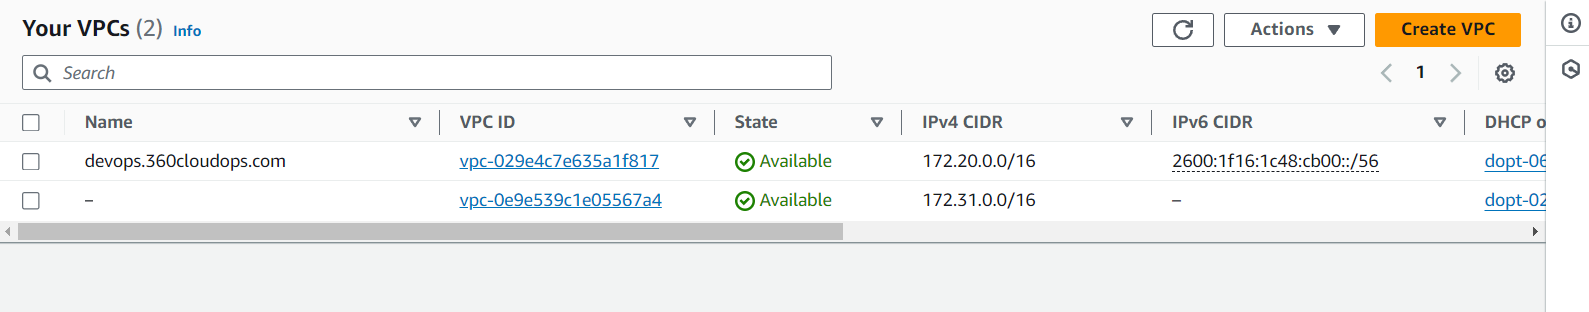 Your VPCs (2) Info
Actions
Create VPC
Search
1
Name VPC ID State IPv4 CIDR IPv6 CIDR DHCP o
devops.360cloudops.com vpc-029e4c7e635a1f817 Available 172.20.0.0/16 2600:1f16:1c48:cb00::/56 dopt-06
– vpc-0e9e539c1e05567a4 Available 172.31.0.0/16 – dopt-02